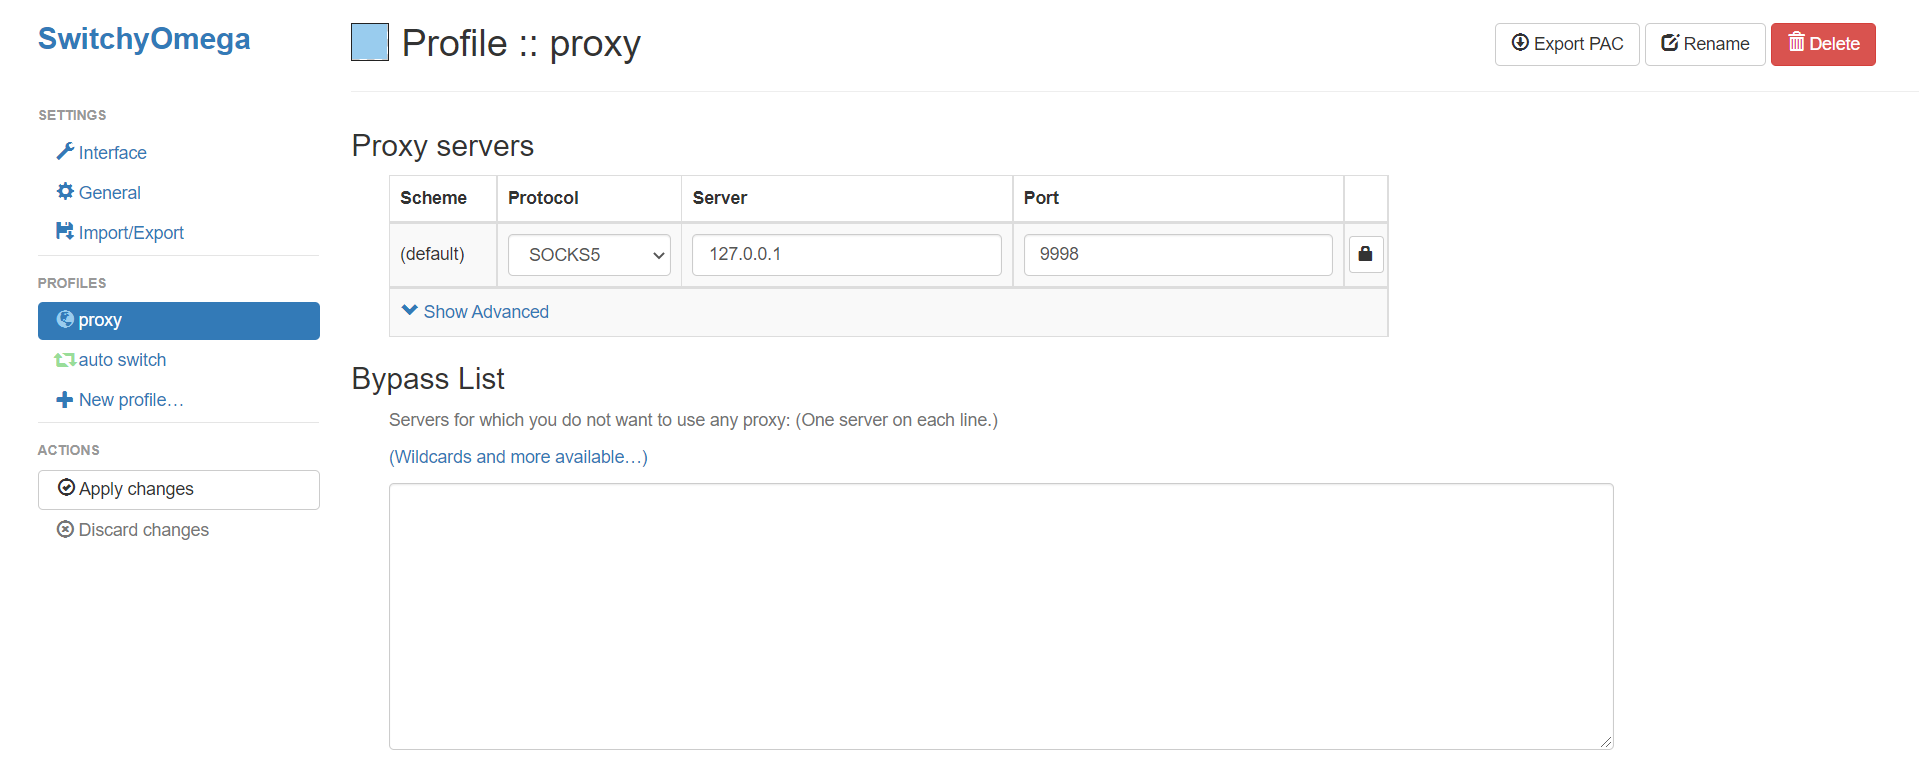 SwitchyOmega
SETTINGS
Interface
General
Import/Export
PROFILES
proxy
auto switch
New profile…
ACTIONS
Apply changes
Discard changes
Profile :: proxy
Export PAC
Rename
Delete
Proxy servers
Scheme Protocol Server Port
(default) SOCKS5 127.0.0.1 9998
Show Advanced
Bypass List
Servers for which you do not want to use any proxy: (One server on each line.)
(Wildcards and more available…)